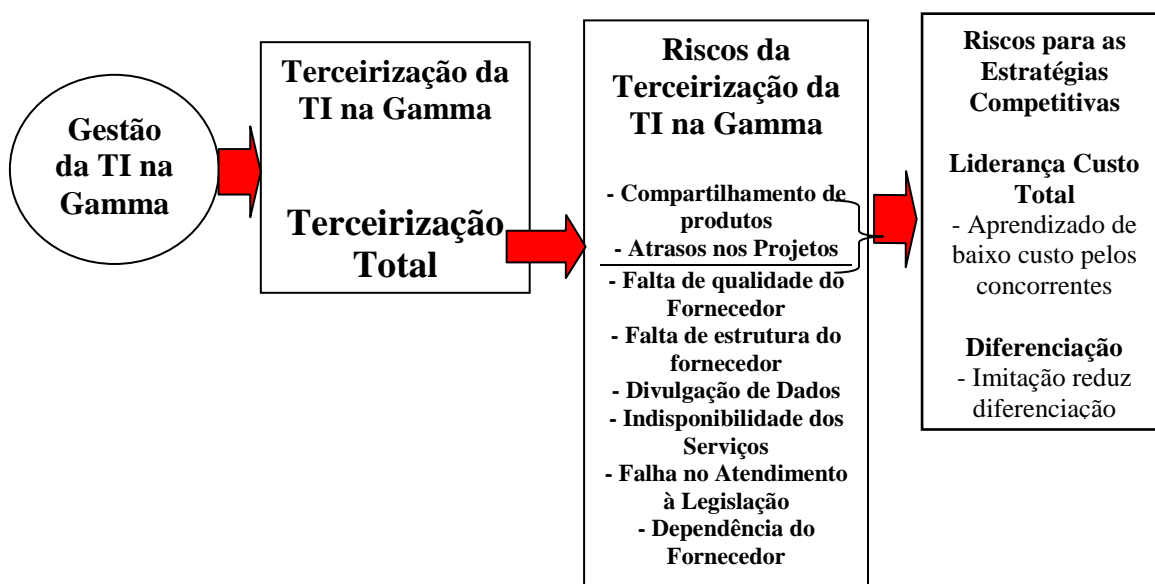 Gestão
da TI na
Gamma
Terceirização da
TI na Gamma
Terceirização
Total
Riscos da
Terceirização da
TI na Gamma
- Compartilhamento de
produtos
- Atrasos nos Projetos
- Falta de qualidade do
Fornecedor
- Falta de estrutura do
fornecedor
- Divulgação de Dados
- Indisponibilidade dos
Serviços
- Falha no Atendimento
à Legislação
- Dependência do
Fornecedor
Riscos para as
Estratégias
Competitivas
Liderança Custo
Total
- Aprendizado de
baixo custo pelos
concorrentes
Diferenciação
- Imitação reduz
diferenciação